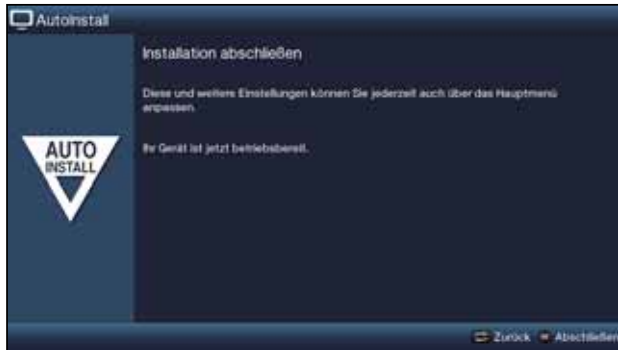 AutoInstall
Installation abschließen
Diese und weitere Einstellungen können Sie jederzeit auch über das Hauptmenü
anpassen.
AUTO
INSTALL
Ihr Gerät ist jetzt betriebsbereit.
Zurück Abschließen